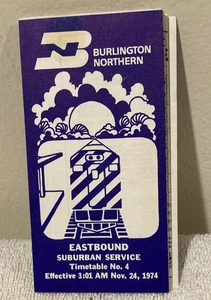 BURLINGTON
NORTHERN
EASTBOUND
SUBURBAN SERVICE
Timetable No. 4
Effective 3:01 AM Nov. 24, 1974